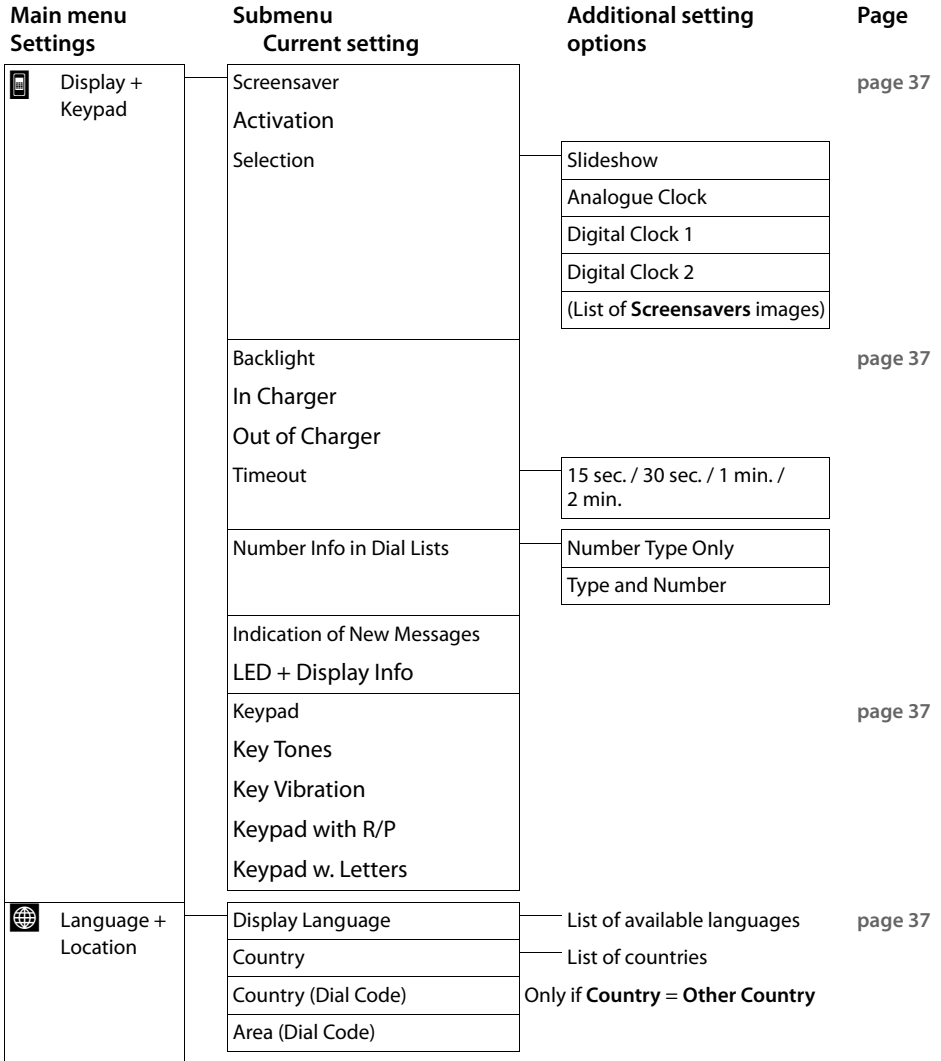 Main menu Submenu Additional setting Page
Settings Current setting options
Display + Screensaver page 37
Keypad
Activation
Selection Slideshow
Analogue Clock
Digital Clock 1
Digital Clock 2
(List of Screensavers images)
Backlight page 37
In Charger
Out of Charger
Timeout 15 sec. / 30 sec. / 1 min. /
2 min.
Number Info in Dial Lists Number Type Only
Type and Number
Indication of New Messages
LED + Display Info
Keypad page 37
Key Tones
Key Vibration
Keypad with R/P
Keypad w. Letters
Language + Display Language List of available languages page 37
Location
Country List of countries
Country (Dial Code) Only if Country = Other Country
Area (Dial Code)